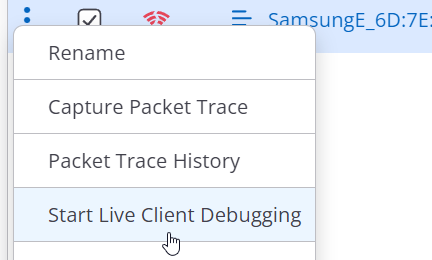 SamsungE_6D:7E:
Rename
Capture Packet Trace
Packet Trace History
Start Live Client Debugging